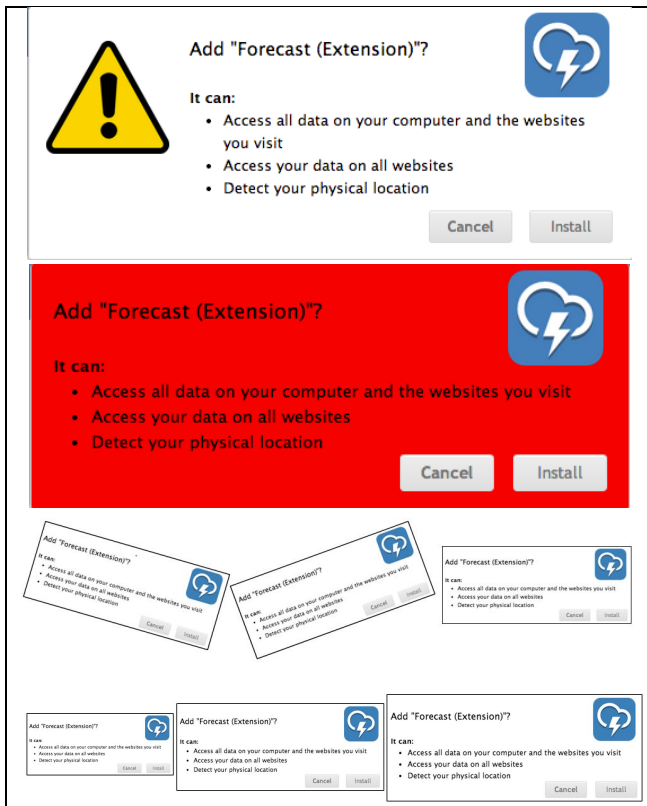 Add "Forecast (Extension)"?
It can:
• Access all data on your computer and the websites
you visit
• Access your data on all websites
• Detect your physical location
Cancel Install
Add "Forecast (Extension)"?
It can:
• Access all data on your computer and the websites you visit
• Access your data on all websites
• Detect your physical location
Cancel Install
Add "Forecast (Extension)"?
It can:
• Access all data on your computer and the websites you visit
• Access your data on all websites
• Detect your physical location
Cancel Install
Add "Forecast (Extension)"?
It can:
• Access all data on your computer and the websites you visit
• Access your data on all websites
• Detect your physical location
Cancel Install
Add "Forecast (Extension)"?
It can:
• Access all data on your computer and the websites you visit
• Access your data on all websites
• Detect your physical location
Cancel Install
Add "Forecast (Extension)"?
It can:
• Access all data on your computer and the websites you visit
• Access your data on all websites
• Detect your physical location
Cancel Install
Add "Forecast (Extension)"?
It can:
• Access all data on your computer and the websites you visit
• Access your data on all websites
• Detect your physical location
Cancel Install
Add "Forecast (Extension)"?
It can:
• Access all data on your computer and the websites you visit
• Access your data on all websites
• Detect your physical location
Cancel Install